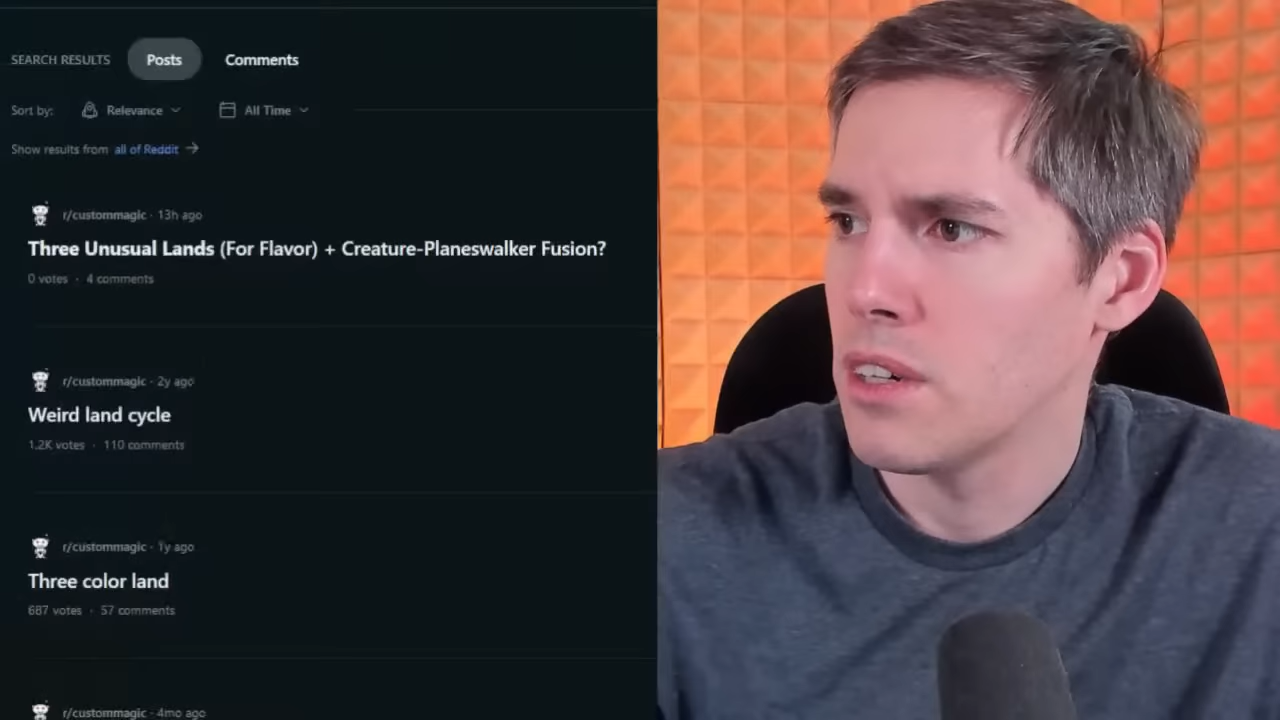 SEARCH RESULTS Posts Comments
Sort by: Relevance All Time
Show results from all of Reddit →
r/custommagic · 13h ago
Three Unusual Lands (For Flavor) + Creature-Planeswalker Fusion?
0 votes · 4 comments
r/custommagic · 2y ago
Weird land cycle
1.2K votes · 110 comments
r/custommagic · 1y ago
Three color land
687 votes · 57 comments
r/custommagic · 4mo ago